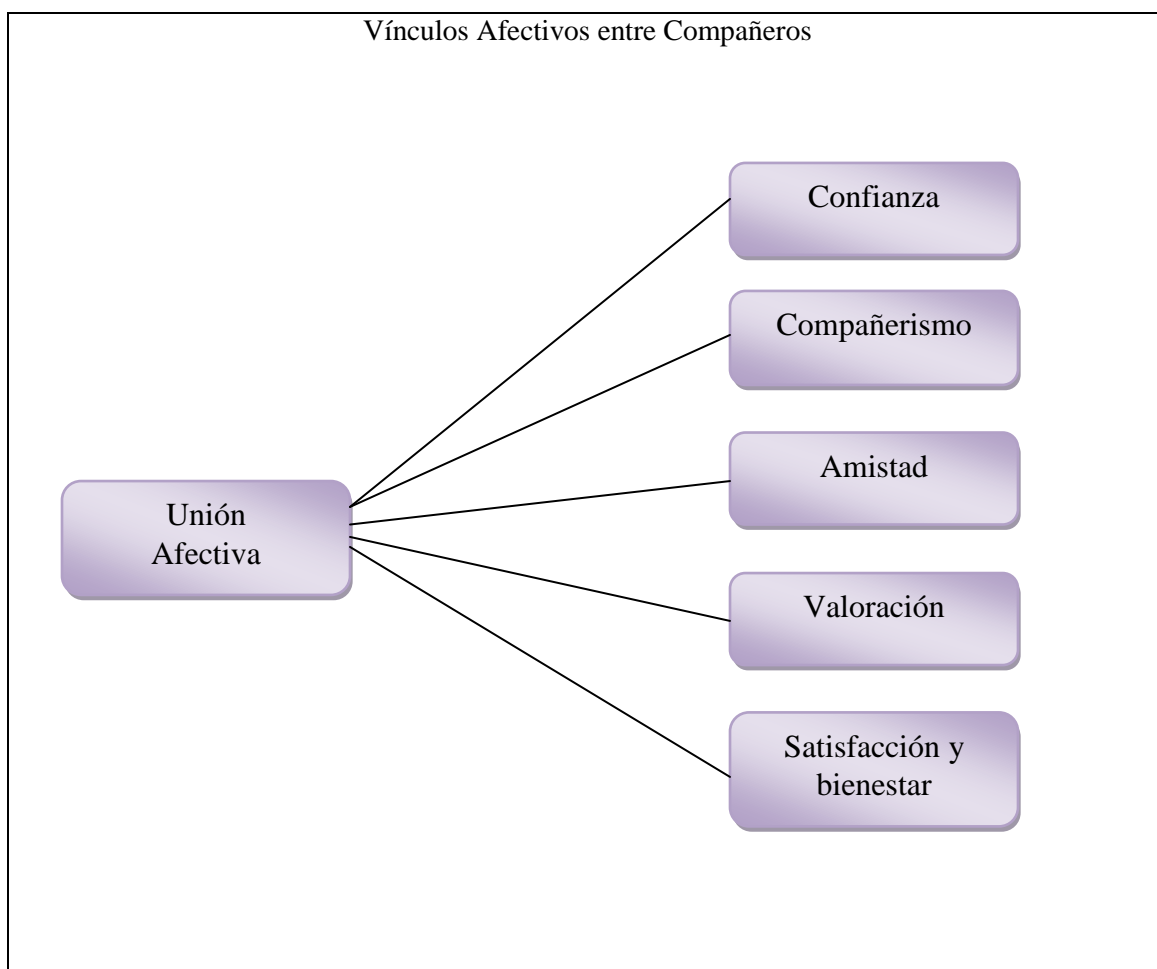 Vínculos Afectivos entre Compañeros
Confianza
Compañerismo
Amistad
Unión
Afectiva
Valoración
Satisfacción y
bienestar